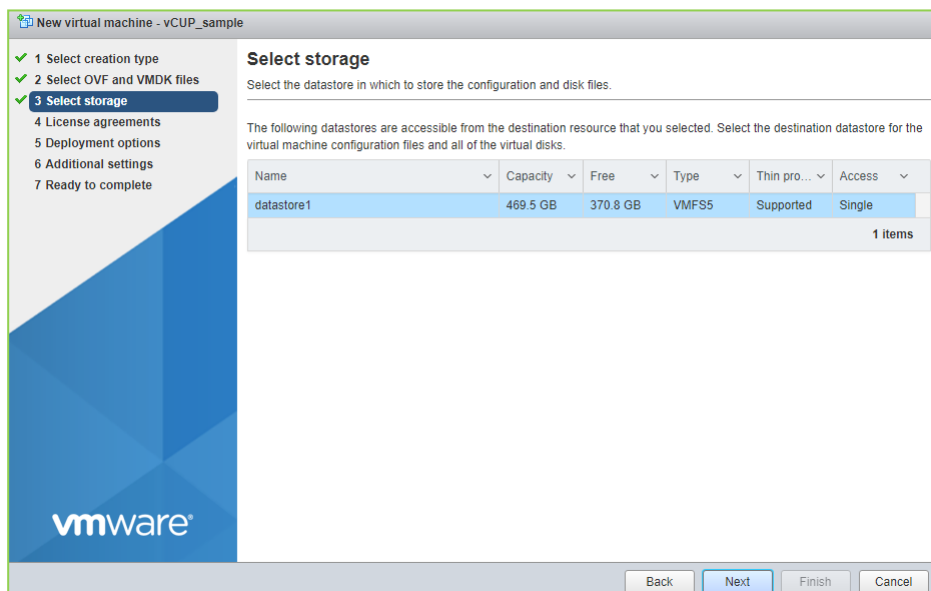 New virtual machine - vCUP_sample
1 Select creation type
2 Select OVF and VMDK files
3 Select storage
4 License agreements
5 Deployment options
6 Additional settings
7 Ready to complete
vmware®
Select storage
Select the datastore in which to store the configuration and disk files.
The following datastores are accessible from the destination resource that you selected. Select the destination datastore for the
virtual machine configuration files and all of the virtual disks.
Name Capacity Free Type Thin pro... Access
datastore1 469.5 GB 370.8 GB VMFS5 Supported Single
1 items
Back Next Finish Cancel